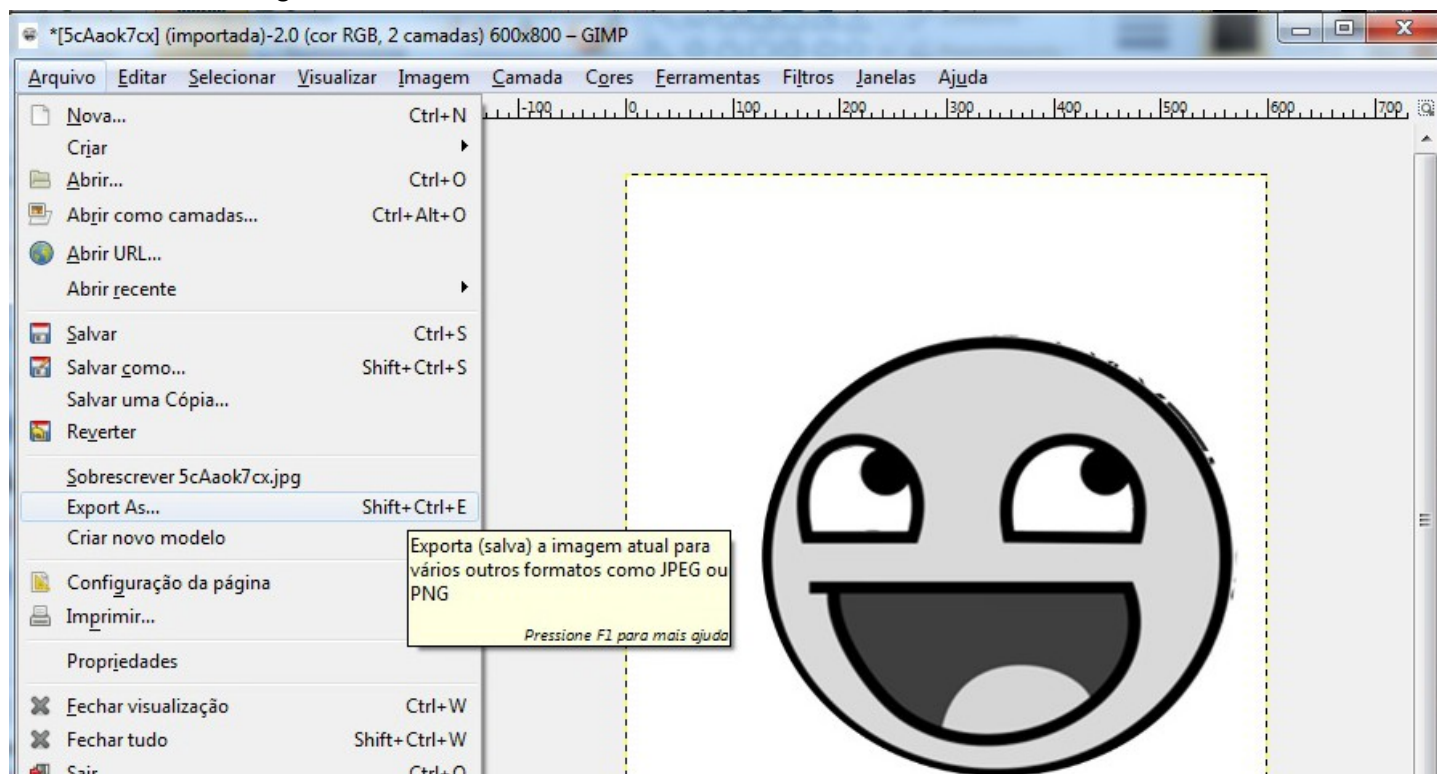 *[5cAaok7cx] (importada)-2.0 (cor RGB, 2 camadas) 600x800 – GIMP
Arquivo Editar Selecionar Visualizar Imagem Camada Cores Ferramentas Filtros Janelas Ajuda
-100 0 100 200 300 400 500 600 700
Nova... Ctrl+N
Criar
Abrir... Ctrl+O
Abrir como camadas... Ctrl+Alt+O
Abrir URL...
Abrir recente
Salvar Ctrl+S
Salvar como... Shift+Ctrl+S
Salvar uma Cópia...
Reverter
Sobrescrever 5cAaok7cx.jpg
Export As... Shift+Ctrl+E
Criar novo modelo
Exporta (salva) a imagem atual para
vários outros formatos como JPEG ou
PNG
Pressione F1 para mais ajuda
Configuração da página
Imprimir...
Propriedades
Fechar visualização Ctrl+W
Fechar tudo Shift+Ctrl+W
Sair Ctrl+Q